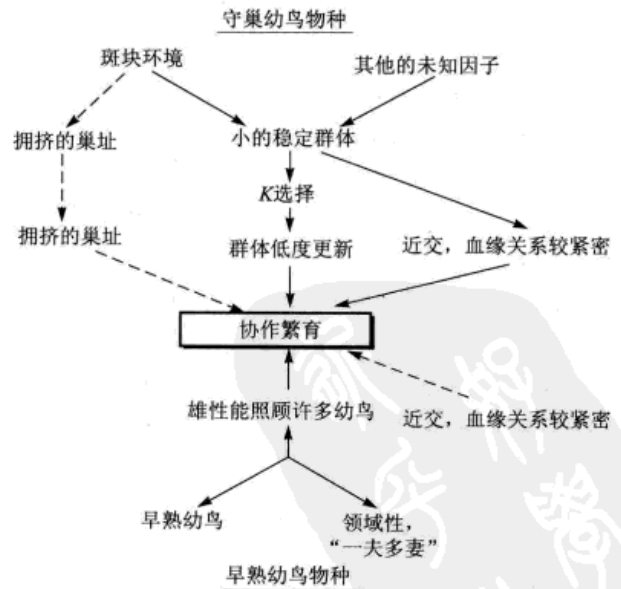 守巢幼鸟物种
斑块环境
其他的未知因子
拥挤的巢址
小的稳定群体
K选择
拥挤的巢址
群体低度更新
近交，血缘关系较紧密
协作繁育
雄性能照顾许多幼鸟
近交，血缘关系较紧密
早熟幼鸟
领域性，
“一夫多妻”
早熟幼鸟物种